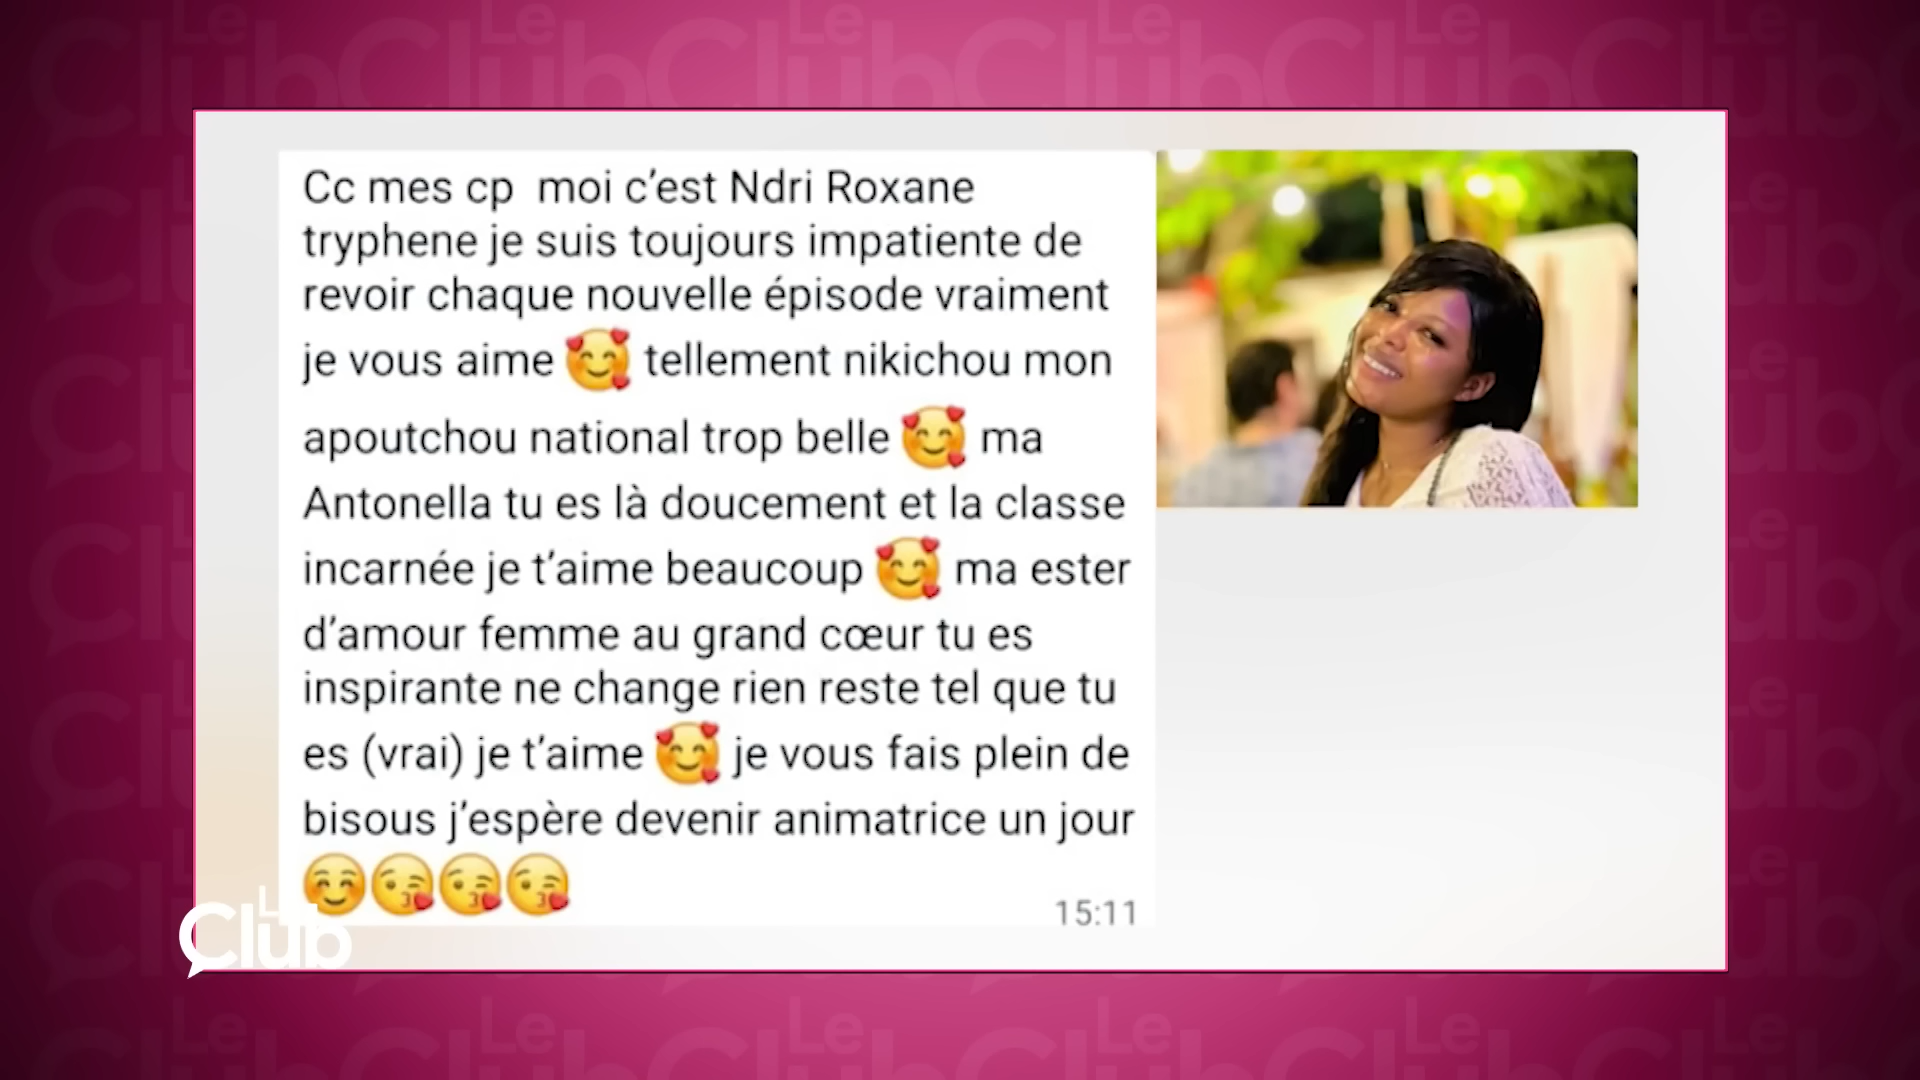 Cc mes cp  moi c’est Ndri Roxane
tryphene je suis toujours impatiente de
revoir chaque nouvelle épisode vraiment
je vous aime 🥰 tellement nikichou mon
apoutchou national trop belle 🥰 ma
Antonella tu es là doucement et la classe
incarnée je t’aime beaucoup 🥰 ma ester
d’amour femme au grand cœur tu es
inspirante ne change rien reste tel que tu
es (vrai) je t’aime 🥰 je vous fais plein de
bisous j’espère devenir animatrice un jour
☺️😘😘😘
15:11
Le
Club